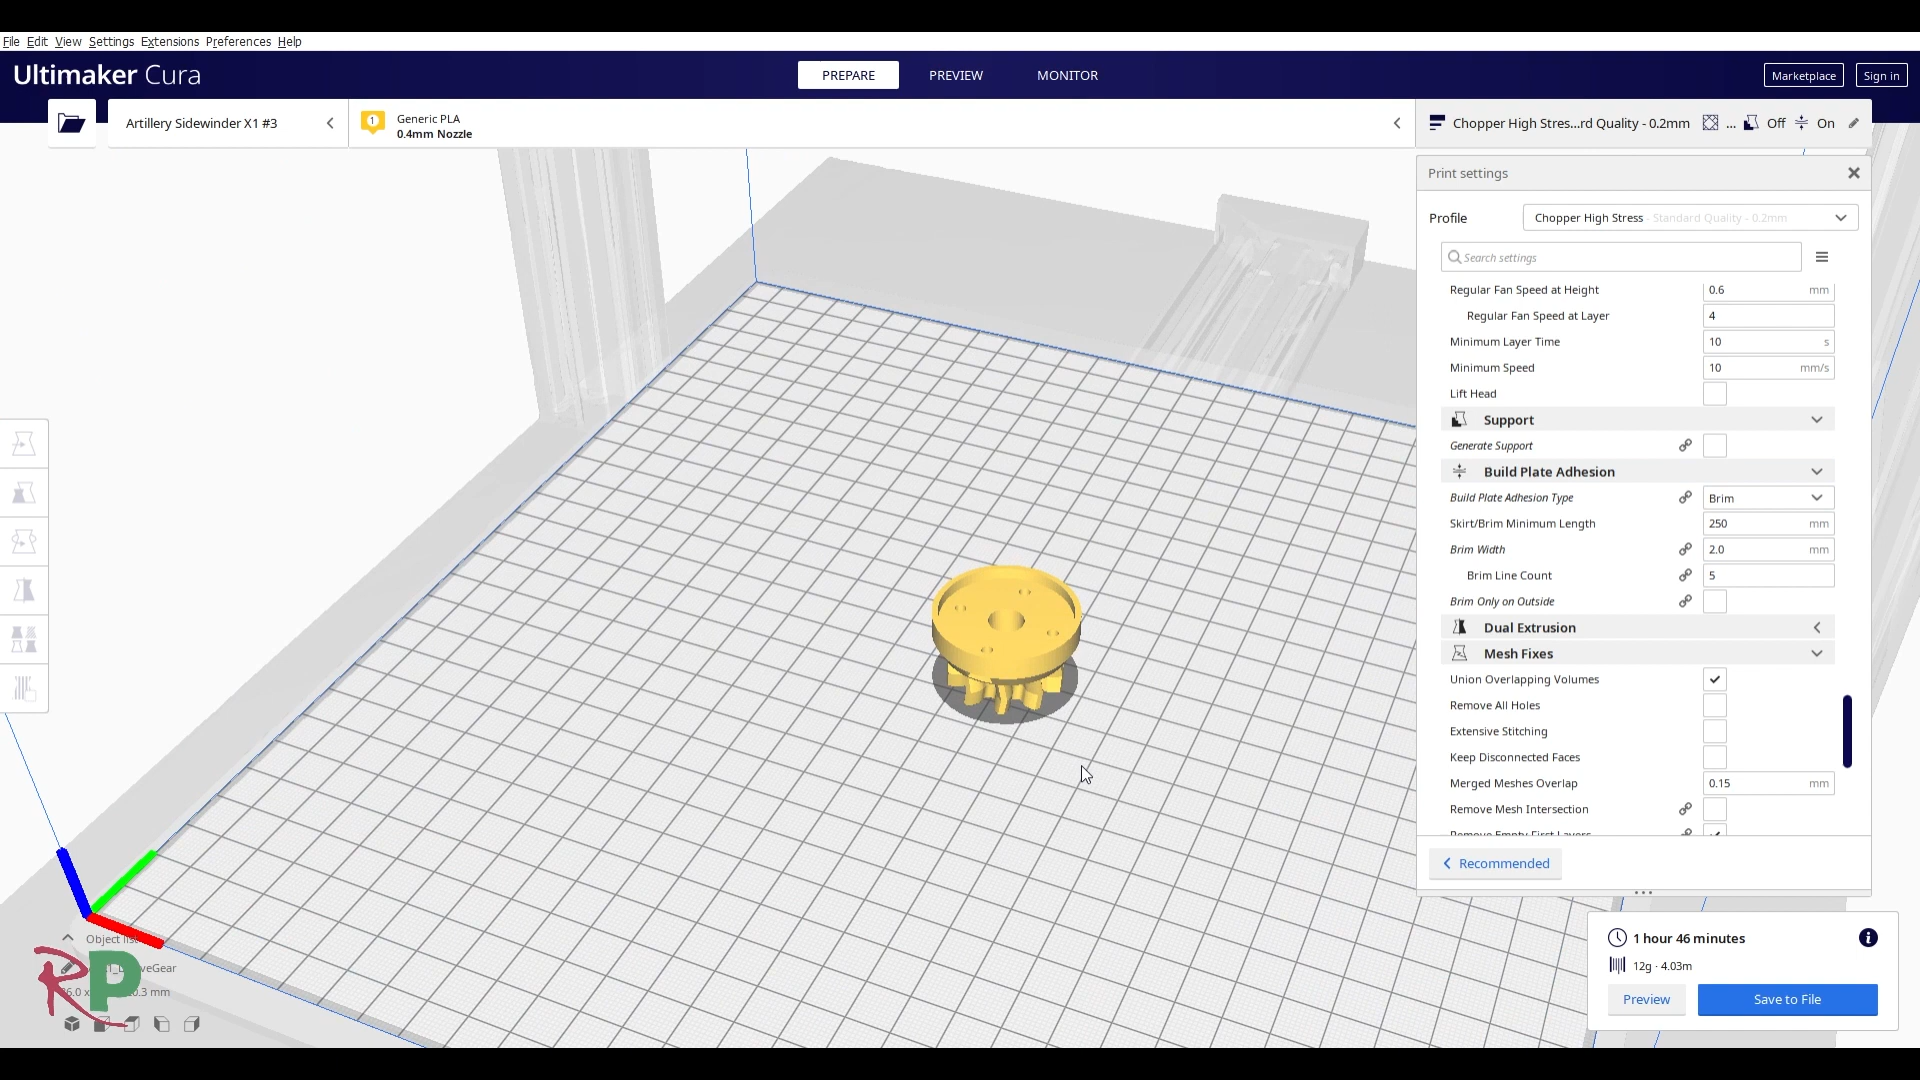 File Edit View Settings Extensions Preferences Help
Ultimaker Cura
PREPARE PREVIEW MONITOR
Marketplace Sign in
Artillery Sidewinder X1 #3
1
Generic PLA
0.4mm Nozzle
Chopper High Stres...rd Quality - 0.2mm ... Off On
Print settings
Profile Chopper High Stress - Standard Quality - 0.2mm
Search settings
Regular Fan Speed at Height 0.6 mm
Regular Fan Speed at Layer 4
Minimum Layer Time 10 s
Minimum Speed 10 mm/s
Lift Head
Support
Generate Support
Build Plate Adhesion
Build Plate Adhesion Type Brim
Skirt/Brim Minimum Length 250 mm
Brim Width 2.0 mm
Brim Line Count 5
Brim Only on Outside
Dual Extrusion
Mesh Fixes
Union Overlapping Volumes
Remove All Holes
Extensive Stitching
Keep Disconnected Faces
Merged Meshes Overlap 0.15 mm
Remove Mesh Intersection
Remove Empty First Layers
Recommended
Object list
RP
1 hour 46 minutes
12g · 4.03m
Preview Save to File